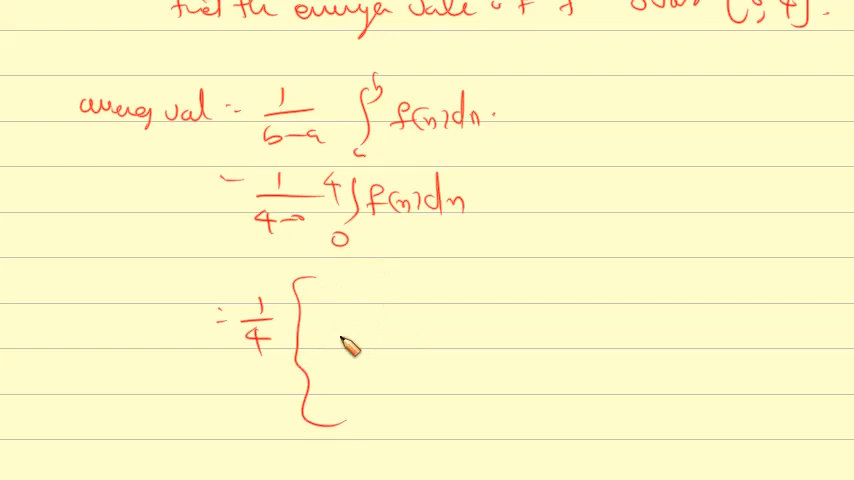 find the average value of f over [0, 4].
average val = 1/(b-a) ∫_a^b f(x)dx.
= 1/(4-0) ∫_0^4 f(x)dx
= 1/4 {